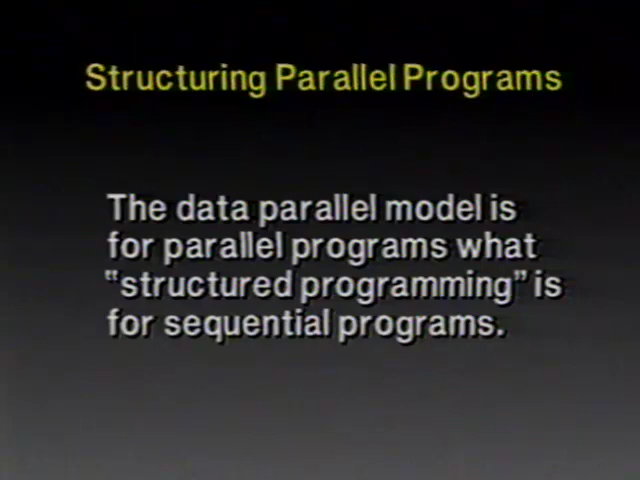 Structuring Parallel Programs
The data parallel model is
for parallel programs what
"structured programming" is
for sequential programs.